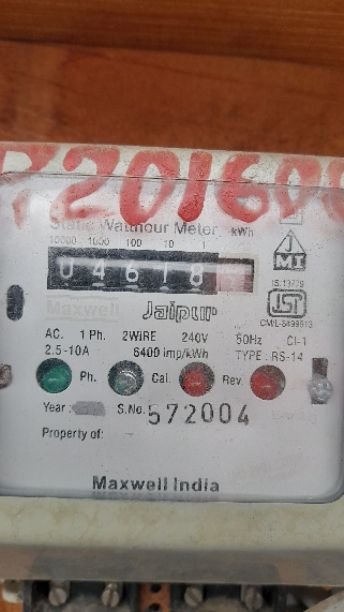 7201600
Static Watthour Meter kWh
10000 1000 100 10 1
04618
JMI
IS:13779
Maxwell Jaipur
ISI
CM/L-8499913
AC. 1 Ph. 2WiRE 240V 50Hz Cl-1
2.5-10A 6400 imp/kWh TYPE : RS-14
Ph. Cal. Rev.
Year : S.No. 572004
Property of:
Maxwell India